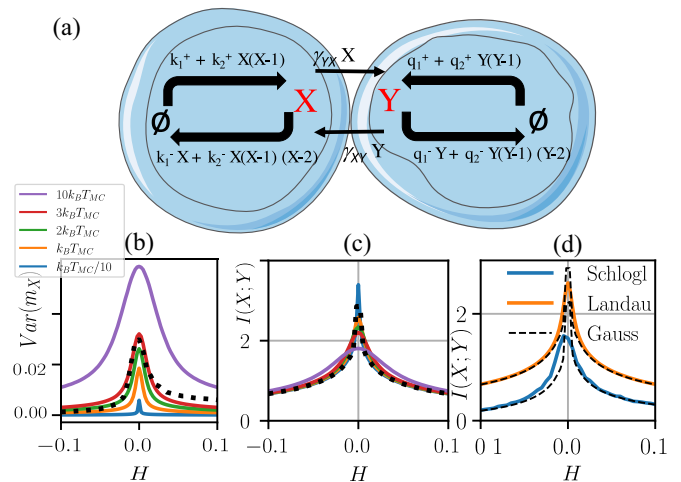 (a)
k₁⁺ + k₂⁺ X(X-1)
γYX X
q₁⁺ + q₂⁺ Y(Y-1)
Ø
X
Y
Ø
k₁⁻ X + k₂⁻ X(X-1) (X-2)
γXY Y
q₁⁻ Y + q₂⁻ Y(Y-1) (Y-2)
10kBTMC
3kBTMC
2kBTMC
kBTMC
kBTMC/10
(b)
Var(mX)
0.02
0.00
−0.1
0.0
0.1
H
(c)
I(X; Y)
2
0
−0.1
0.0
0.1
H
(d)
I(X; Y)
2
0
Schlogl
Landau
Gauss
0 1
0.0
0.1
H